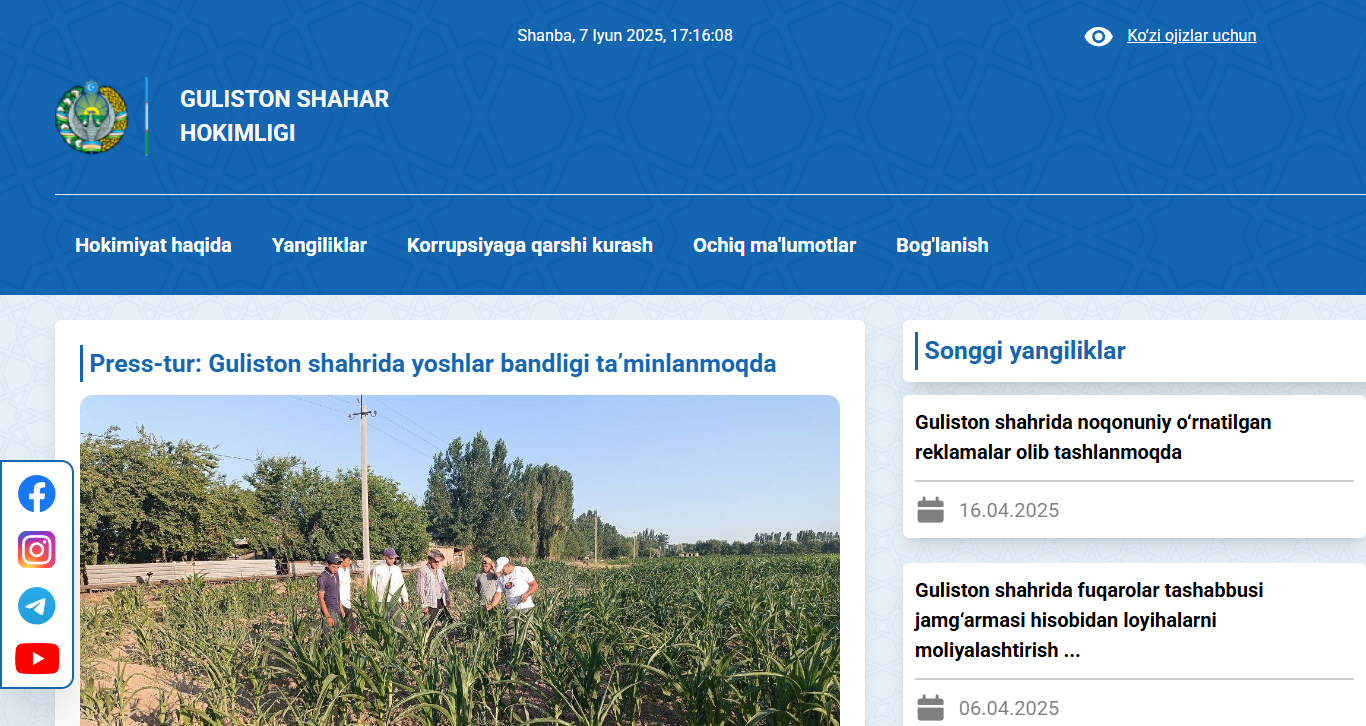 Shanba, 7 Iyun 2025, 17:16:08
Ko‘zi ojizlar uchun
GULISTON SHAHAR
HOKIMLIGI
Hokimiyat haqida
Yangiliklar
Korrupsiyaga qarshi kurash
Ochiq ma'lumotlar
Bog'lanish
Press-tur: Guliston shahrida yoshlar bandligi ta’minlanmoqda
Songgi yangiliklar
Guliston shahrida noqonuniy o‘rnatilgan
reklamalar olib tashlanmoqda
16.04.2025
Guliston shahrida fuqarolar tashabbusi
jamg‘armasi hisobidan loyihalarni
moliyalashtirish ...
06.04.2025